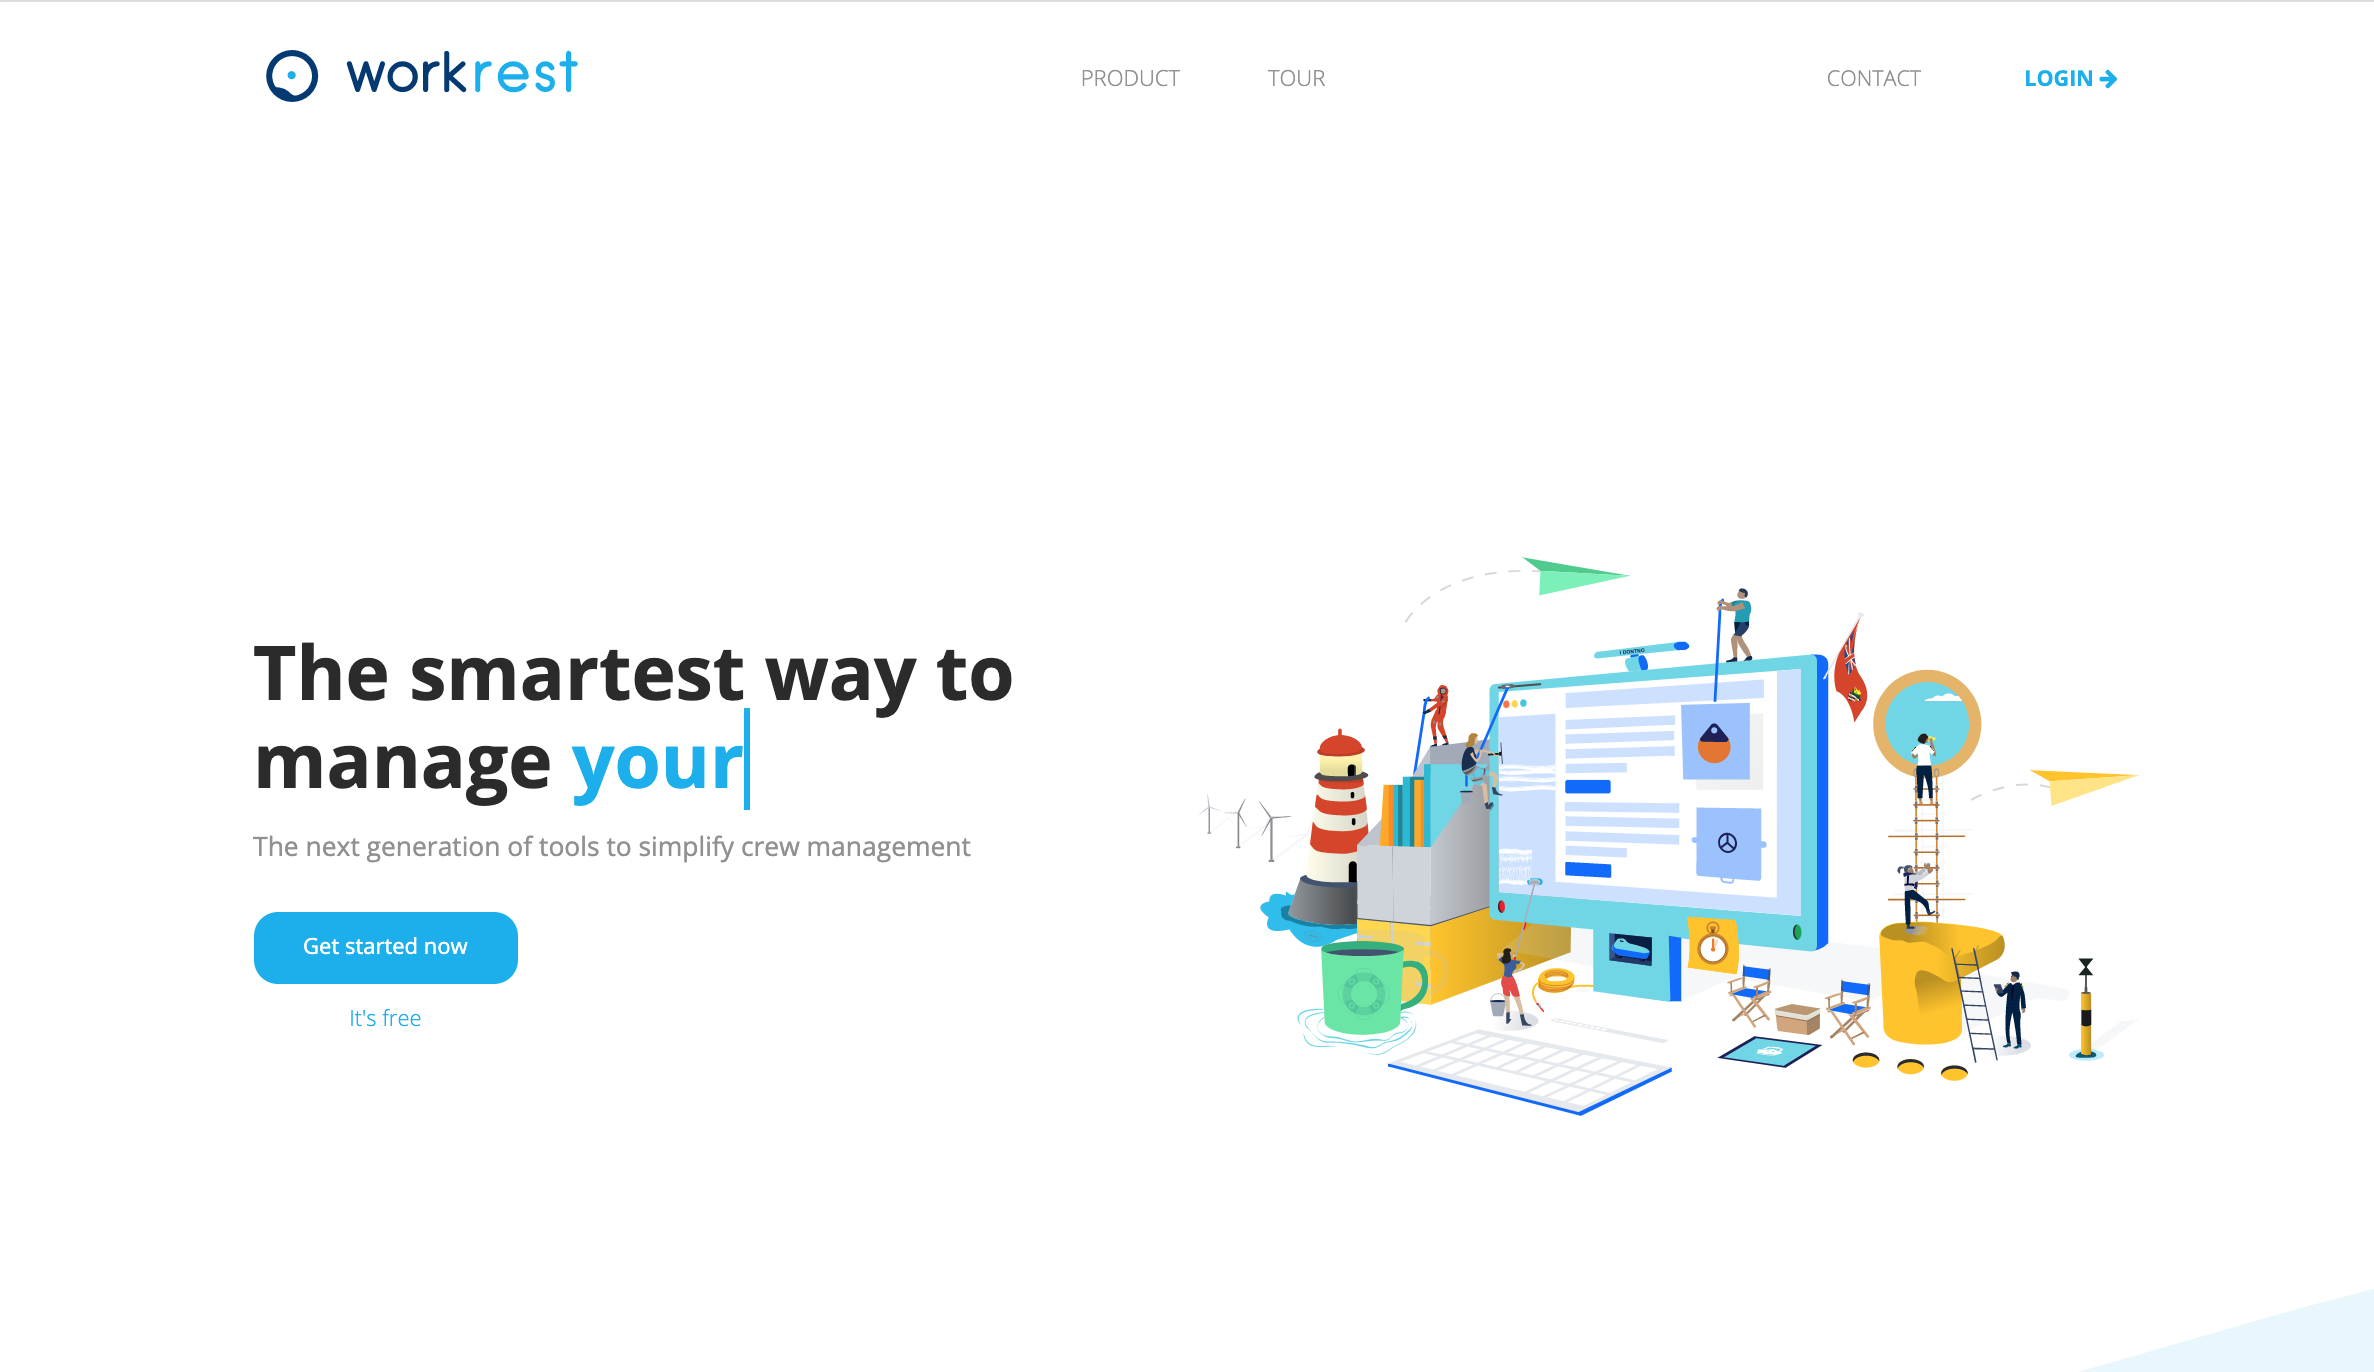 workrest
PRODUCT
TOUR
CONTACT
LOGIN
The smartest way to
manage your
The next generation of tools to simplify crew management
Get started now
It's free